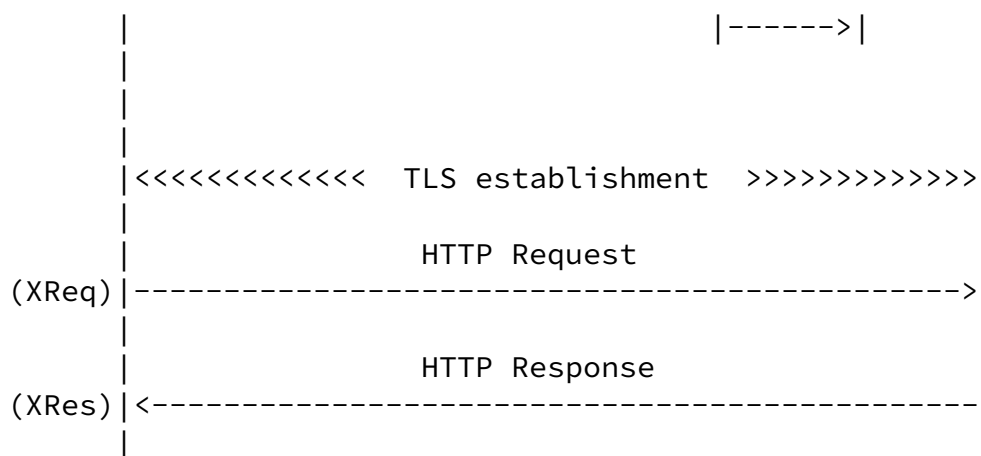 |                                |------>|
|
|
|
|<<<<<<<<<<<<<  TLS establishment  >>>>>>>>>>>>>
|
|               HTTP Request
(XReq)|---------------------------------------------->
|
|               HTTP Response
(XRes)|<----------------------------------------------
|